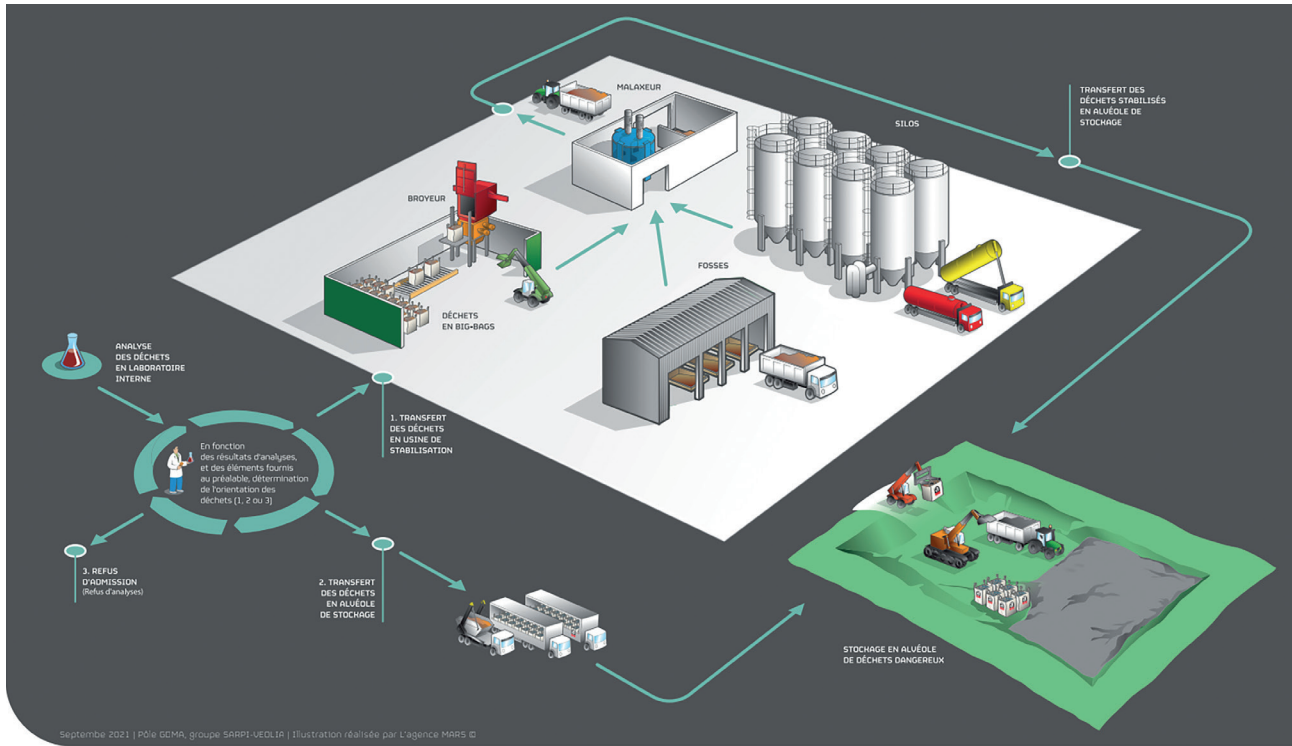 MALAXEUR
SILOS
TRANSFERT DES
DÉCHETS STABILISÉS
EN ALVÉOLE DE
STOCKAGE
BROYEUR
FOSSES
DÉCHETS
EN BIG-BAGS
ANALYSE
DES DÉCHETS
EN LABORATOIRE
INTERNE
1. TRANSFERT
DES DÉCHETS
EN USINE DE
STABILISATION
En fonction
des résultats d'analyses,
et des éléments fournis
au préalable, détermination
de l'orientation des
déchets (1, 2 ou 3)
3. REFUS
D'ADMISSION
(Refus d'analyses)
2. TRANSFERT
DES DÉCHETS
EN ALVÉOLE
DE STOCKAGE
STOCKAGE EN ALVÉOLE
DE DÉCHETS DANGEREUX
Septembre 2021 | Pôle GDMA, groupe SARPI-VEOLIA | Illustration réalisée par L'agence MARS ©